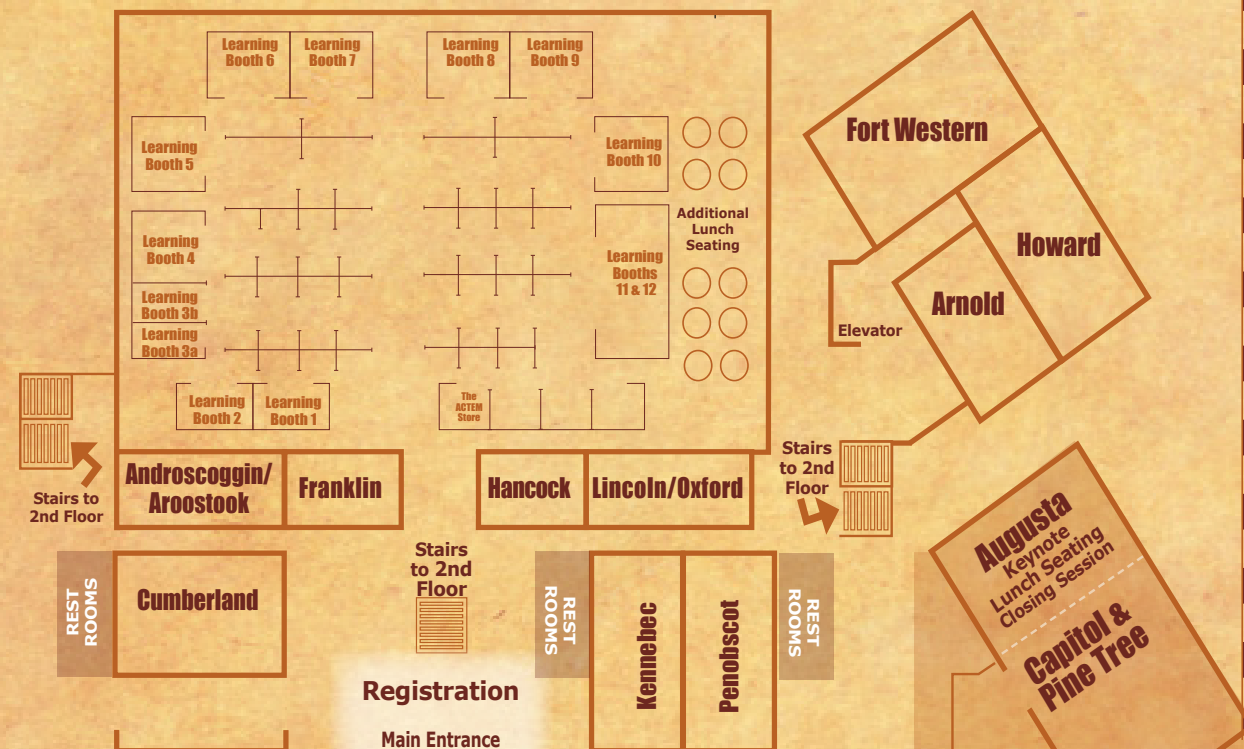 Learning
Booth 6
Learning
Booth 7
Learning
Booth 8
Learning
Booth 9
Learning
Booth 5
Learning
Booth 10
Learning
Booth 4
Learning
Booth 3b
Learning
Booth 3a
Additional
Lunch
Seating
Learning
Booths
11 & 12
Learning
Booth 2
Learning
Booth 1
The
ACTEM
Store
Fort Western
Howard
Arnold
Elevator
Stairs to
2nd Floor
Androscoggin/
Aroostook
Franklin
Hancock
Lincoln/Oxford
Stairs
to 2nd
Floor
REST
ROOMS
Cumberland
Stairs
to 2nd
Floor
REST
ROOMS
Kennebec
Penobscot
REST
ROOMS
Augusta
Keynote
Lunch Seating
Closing Session
Capitol &
Pine Tree
Registration
Main Entrance